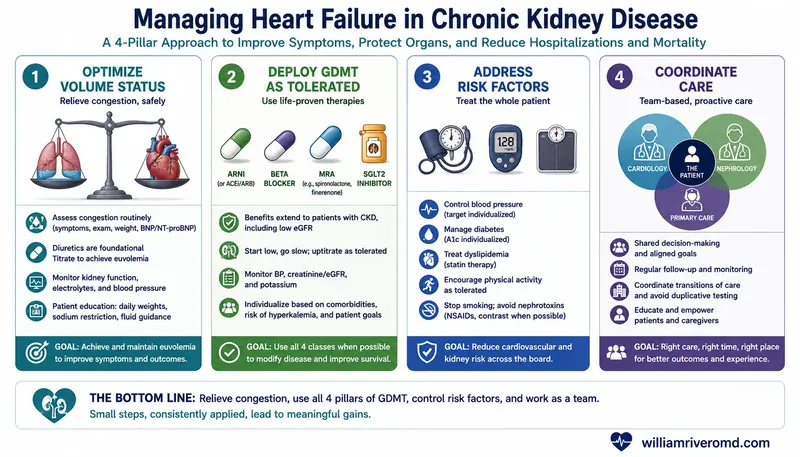 Managing Heart Failure in Chronic Kidney Disease
A 4-Pillar Approach to Improve Symptoms, Protect Organs, and Reduce Hospitalizations and Mortality
1
OPTIMIZE
VOLUME STATUS
Relieve congestion, safely
Assess congestion routinely
(symptoms, exam, weight, BNP/NT-proBNP)
Diuretics are foundational
Titrate to achieve euvolemia
Monitor kidney function,
electrolytes, and blood pressure
Patient education: daily weights,
sodium restriction, fluid guidance
GOAL: Achieve and maintain euvolemia
to improve symptoms and outcomes.
2
DEPLOY GDMT
AS TOLERATED
Use life-proven therapies
ARNI
(or ACEi/ARB)
BETA
BLOCKER
MRA
(e.g., spironolactone,
finerenone)
SGLT2
INHIBITOR
Benefits extend to patients with CKD,
including low eGFR
Start low, go slow; uptitrate as tolerated
Monitor BP, creatinine/eGFR,
and potassium
Individualize based on comorbidities,
risk of hyperkalemia, and patient goals
GOAL: Use all 4 classes when possible
to modify disease and improve survival.
3
ADDRESS
RISK FACTORS
Treat the whole patient
128
mg/dL
Control blood pressure
(target individualized)
Manage diabetes
(A1c individualized)
Treat dyslipidemia
(statin therapy)
Encourage physical activity
as tolerated
Stop smoking; avoid nephrotoxins
(NSAIDs, contrast when possible)
GOAL: Reduce cardiovascular and
kidney risk across the board.
4
COORDINATE
CARE
Team-based, proactive care
CARDIOLOGY
NEPHROLOGY
THE
PATIENT
PRIMARY CARE
Shared decision-making
and aligned goals
Regular follow-up and monitoring
Coordinate transitions of care
and avoid duplicative testing
Educate and empower
patients and caregivers
GOAL: Right care, right time, right place
for better outcomes and experience.
THE BOTTOM LINE: Relieve congestion, use all 4 pillars of GDMT, control risk factors, and work as a team.
Small steps, consistently applied, lead to meaningful gains.
williamriveromd.com